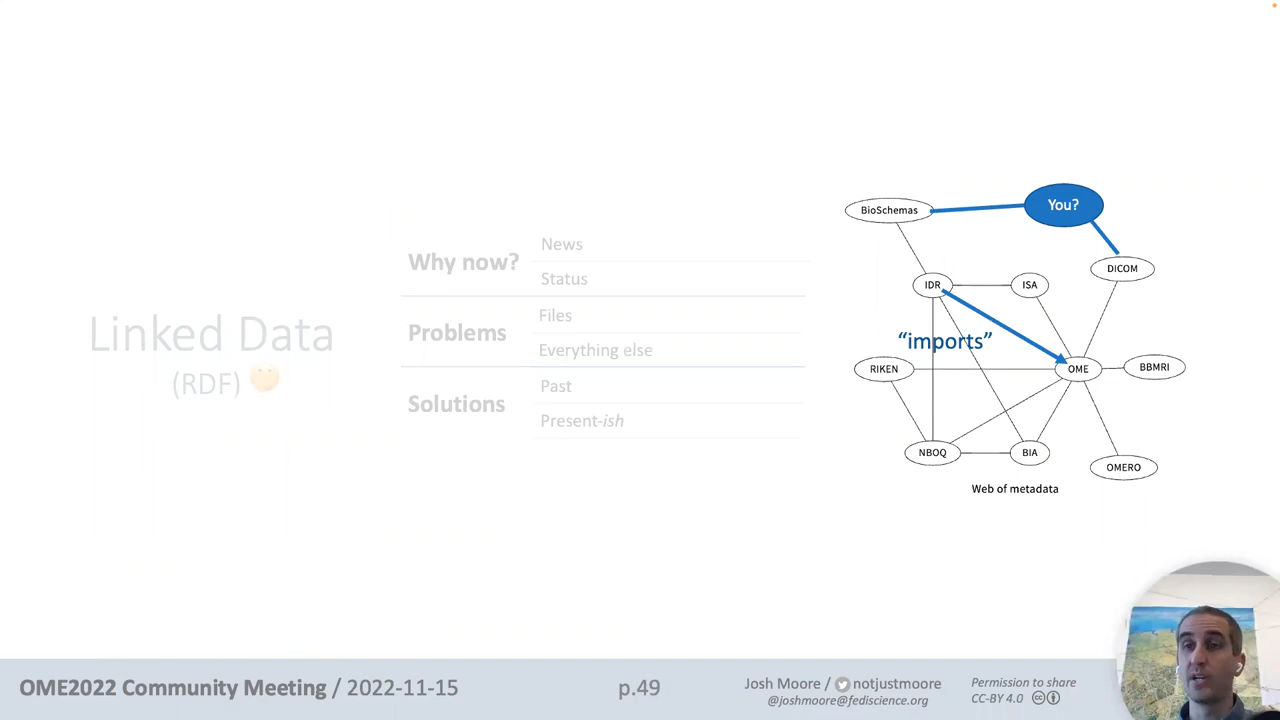 Linked Data
(RDF)
Why now?
News
Status
Problems
Files
Everything else
Solutions
Past
Present-ish
BioSchemas
You?
DICOM
IDR
ISA
“imports”
RIKEN
OME
BBMRI
NBOQ
BIA
OMERO
Web of metadata
OME2022 Community Meeting / 2022-11-15
p.49
Josh Moore / notjustmoore
@joshmoore@fediscience.org
Permission to share
CC-BY 4.0